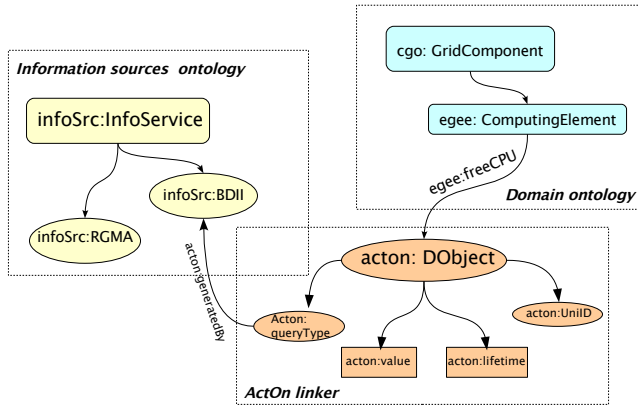 cgo: GridComponent
Information sources ontology
infoSrc:InfoService
egee: ComputingElement
egee:freeCPU
infoSrc:BDII
Domain ontology
infoSrc:RGMA
acton:generatedBy
acton: DObject
Acton:
queryType
acton:UniID
acton:value
acton:lifetime
ActOn linker